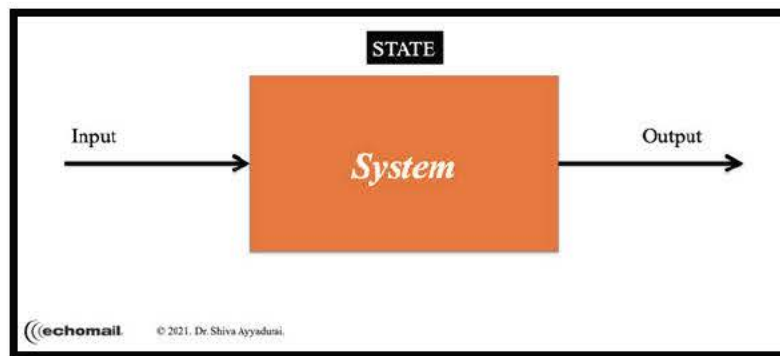 STATE
Input
Output
System
echomail
© 2021. Dr. Shiva Ayyadurai.